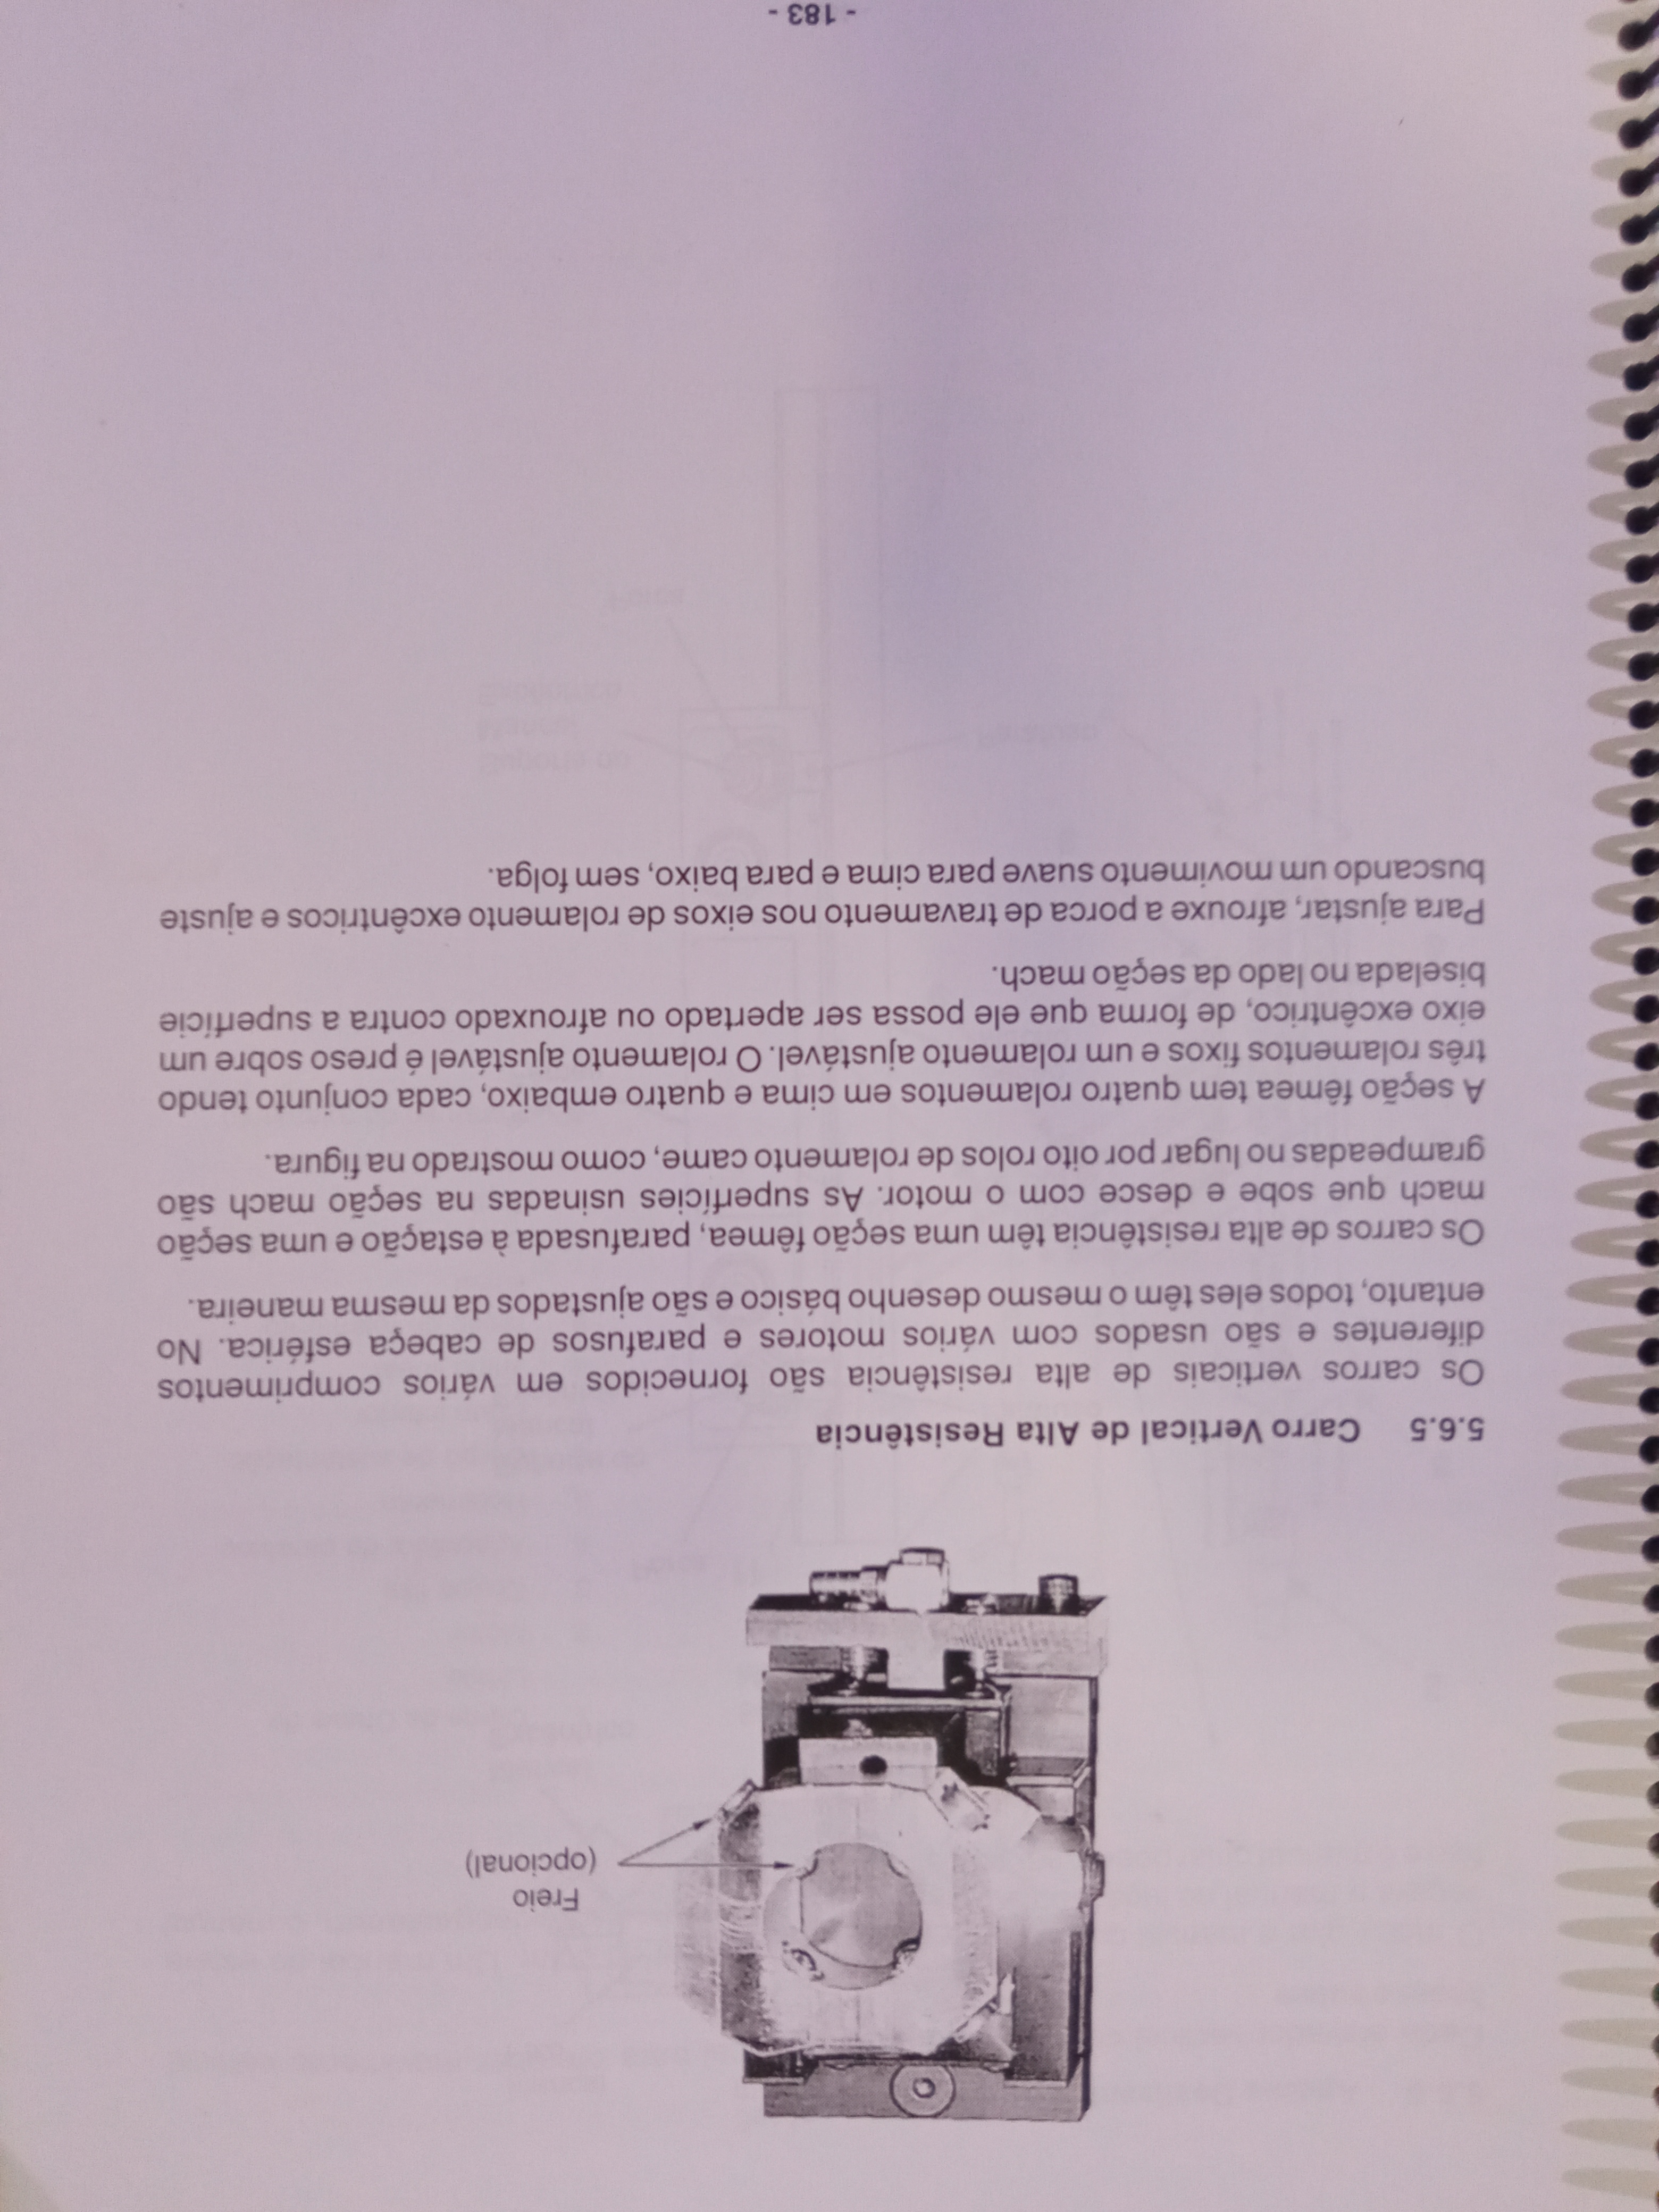 Freio
(opcional)
5.6.5 Carro Vertical de Alta Resistência
Os carros verticais de alta resistência são fornecidos em vários comprimentos
diferentes e são usados com vários motores e parafusos de cabeça esférica. No
entanto, todos eles têm o mesmo desenho básico e são ajustados da mesma maneira.
Os carros de alta resistência têm uma seção fêmea, parafusada à estação e uma seção
mach que sobe e desce com o motor. As superfícies usinadas na seção mach são
grampeadas no lugar por oito rolos de rolamento came, como mostrado na figura.
A seção fêmea tem quatro rolamentos em cima e quatro embaixo, cada conjunto tendo
três rolamentos fixos e um rolamento ajustável. O rolamento ajustável é preso sobre um
eixo excêntrico, de forma que ele possa ser apertado ou afrouxado contra a superfície
biselada no lado da seção mach.
Para ajustar, afrouxe a porca de travamento nos eixos de rolamento excêntricos e ajuste
buscando um movimento suave para cima e para baixo, sem folga.
- 183 -